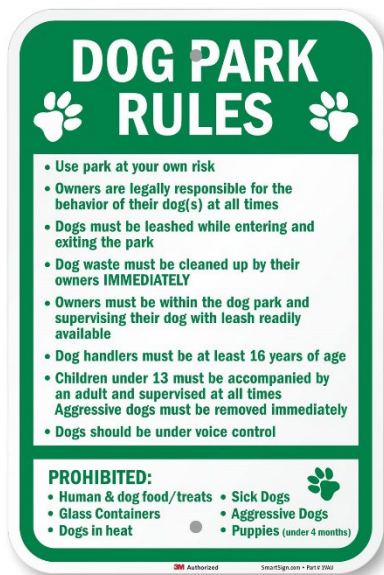 DOG PARK
RULES
• Use park at your own risk
• Owners are legally responsible for the
behavior of their dog(s) at all times
• Dogs must be leashed while entering and
exiting the park
• Dog waste must be cleaned up by their
owners IMMEDIATELY
• Owners must be within the dog park and
supervising their dog with leash readily
available
• Dog handlers must be at least 16 years of age
• Children under 13 must be accompanied by
an adult and supervised at all times
Aggressive dogs must be removed immediately
• Dogs should be under voice control
PROHIBITED:
• Human & dog food/treats
• Glass Containers
• Dogs in heat
• Sick Dogs
• Aggressive Dogs
• Puppies (under 4 months)
3M Authorized
SmartSign.com • Part#